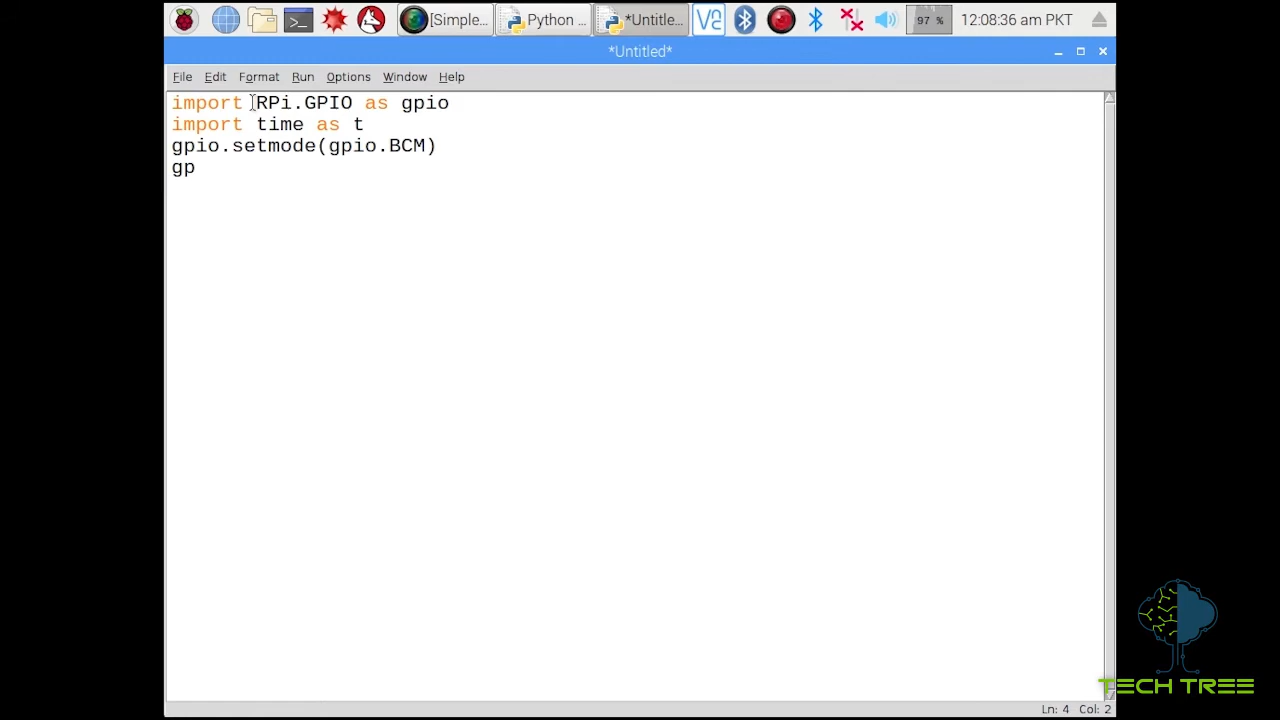 [Simple... Python ... *Untitle... V2 97 % 12:08:36 am PKT
*Untitled*
File Edit Format Run Options Window Help
import RPi.GPIO as gpio
import time as t
gpio.setmode(gpio.BCM)
gp
Ln: 4 Col: 2
TECH TREE